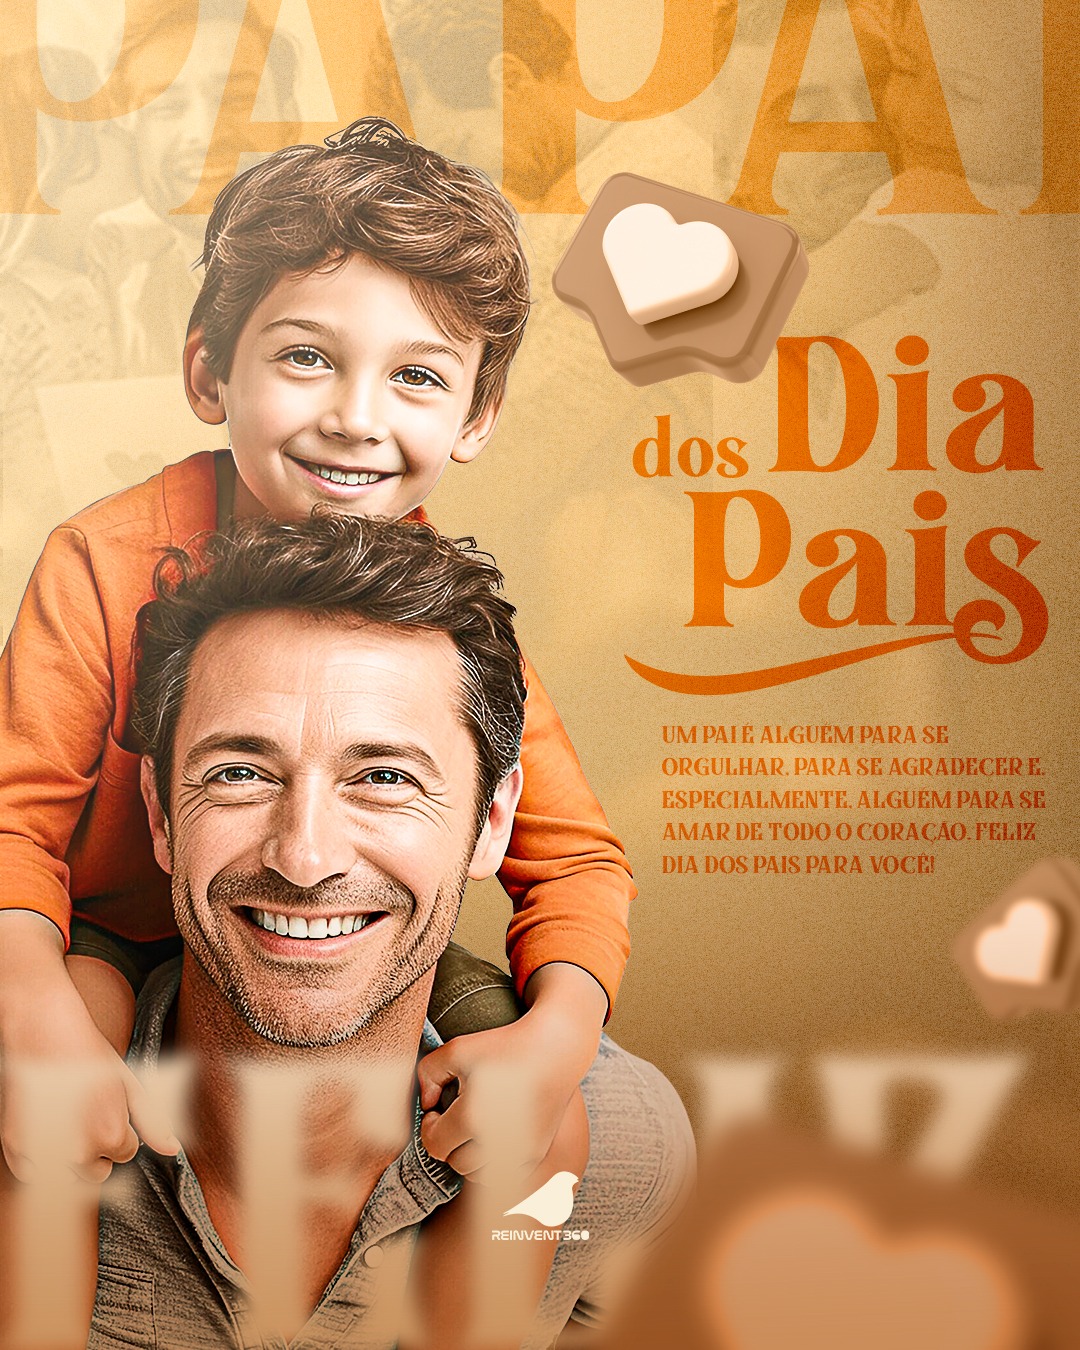 PAPAI
Dia
dos
Pais
UM PAI É ALGUÉM PARA SE
ORGULHAR, PARA SE AGRADECER E,
ESPECIALMENTE, ALGUÉM PARA SE
AMAR DE TODO O CORAÇÃO. FELIZ
DIA DOS PAIS PARA VOCÊ!
FELIZ
REINVENT360